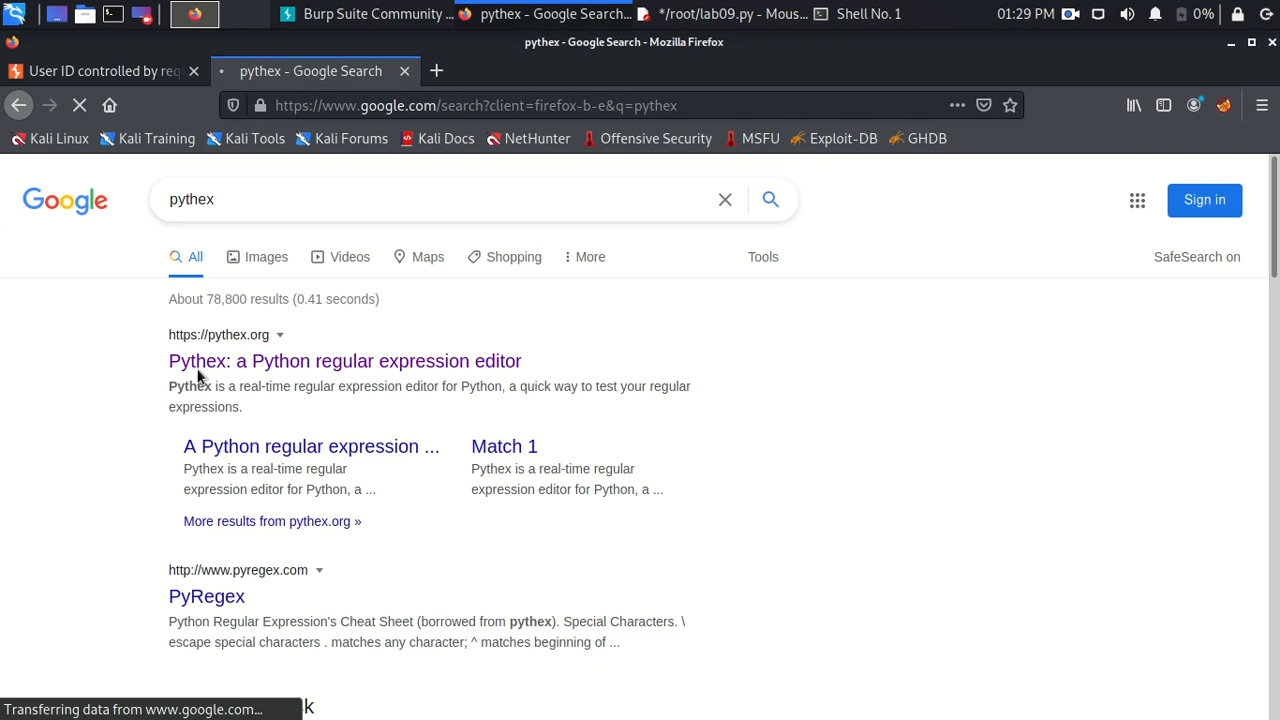 Burp Suite Community ...
pythex - Google Search...
*/root/lab09.py - Mous...
Shell No. 1
01:29 PM
0%
pythex - Google Search - Mozilla Firefox
User ID controlled by req
pythex - Google Search
https://www.google.com/search?client=firefox-b-e&q=pythex
Kali Linux
Kali Training
Kali Tools
Kali Forums
Kali Docs
NetHunter
Offensive Security
MSFU
Exploit-DB
GHDB
Google
pythex
Sign in
All
Images
Videos
Maps
Shopping
More
Tools
SafeSearch on
About 78,800 results (0.41 seconds)
https://pythex.org
Pythex: a Python regular expression editor
Pythex is a real-time regular expression editor for Python, a quick way to test your regular
expressions.
A Python regular expression ...
Pythex is a real-time regular
expression editor for Python, a ...
Match 1
Pythex is a real-time regular
expression editor for Python, a ...
More results from pythex.org »
http://www.pyregex.com
PyRegex
Python Regular Expression's Cheat Sheet (borrowed from pythex). Special Characters. \
escape special characters . matches any character; ^ matches beginning of ...
Transferring data from www.google.com...